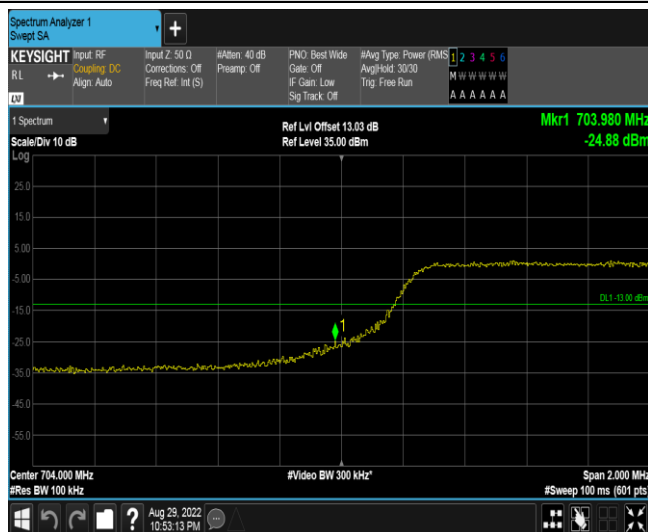 Spectrum Analyzer 1
Swept SA
+
KEYSIGHT
RL
LXI
Input: RF
Coupling: DC
Align: Auto
Input Z: 50 Ω
Corrections: Off
Freq Ref: Int (S)
#Atten: 40 dB
Preamp: Off
PNO: Best Wide
Gate: Off
IF Gain: Low
Sig Track: Off
#Avg Type: Power (RMS
Avg|Hold: 30/30
Trig: Free Run
1 2 3 4 5 6
M W W W W W
A A A A A A
1 Spectrum
Scale/Div 10 dB
Log
Ref Lvl Offset 13.03 dB
Ref Level 35.00 dBm
Mkr1 703.980 MHz
-24.88 dBm
25.0
15.0
5.00
-5.00
-15.0
-25.0
-35.0
-45.0
-55.0
DL1 -13.00 dBm
1
Center 704.000 MHz
#Res BW 100 kHz
#Video BW 300 kHz*
Span 2.000 MHz
#Sweep 100 ms (601 pts)
?
Aug 29, 2022
10:53:13 PM